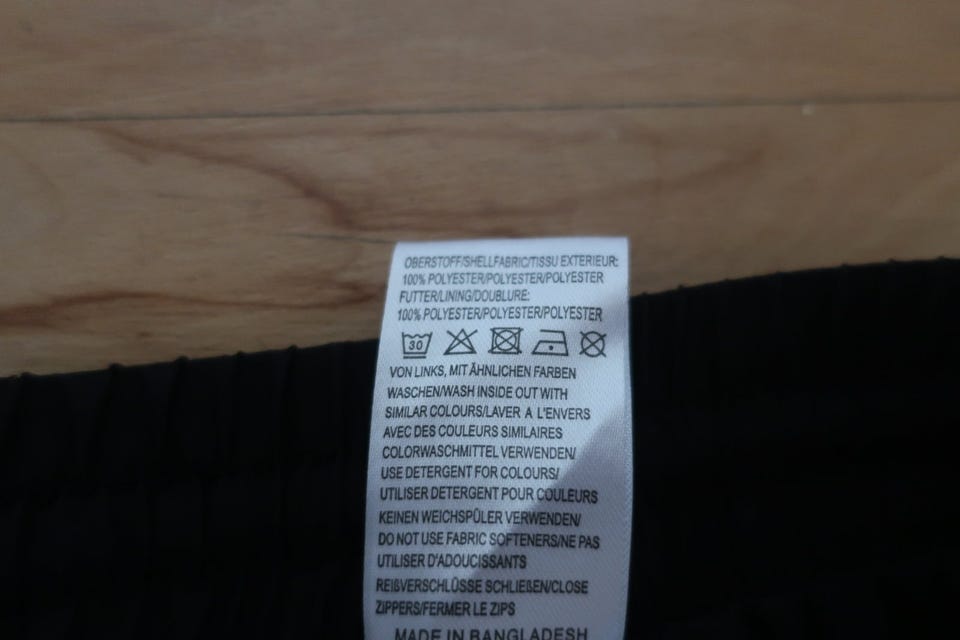 OBERSTOFF/SHELLFABRIC/TISSU EXTERIEUR:
100% POLYESTER/POLYESTER/POLYESTER
FUTTER/LINING/DOUBLURE:
100% POLYESTER/POLYESTER/POLYESTER
30
VON LINKS, MIT ÄHNLICHEN FARBEN
WASCHEN/WASH INSIDE OUT WITH
SIMILAR COLOURS/LAVER A L'ENVERS
AVEC DES COULEURS SIMILAIRES
COLORWASCHMITTEL VERWENDEN/
USE DETERGENT FOR COLOURS/
UTILISER DETERGENT POUR COULEURS
KEINEN WEICHSPÜLER VERWENDEN/
DO NOT USE FABRIC SOFTENERS/NE PAS
UTILISER D'ADOUCISSANTS
REIßVERSCHLÜSSE SCHLIEßEN/CLOSE
ZIPPERS/FERMER LE ZIPS
MADE IN BANGLADESH